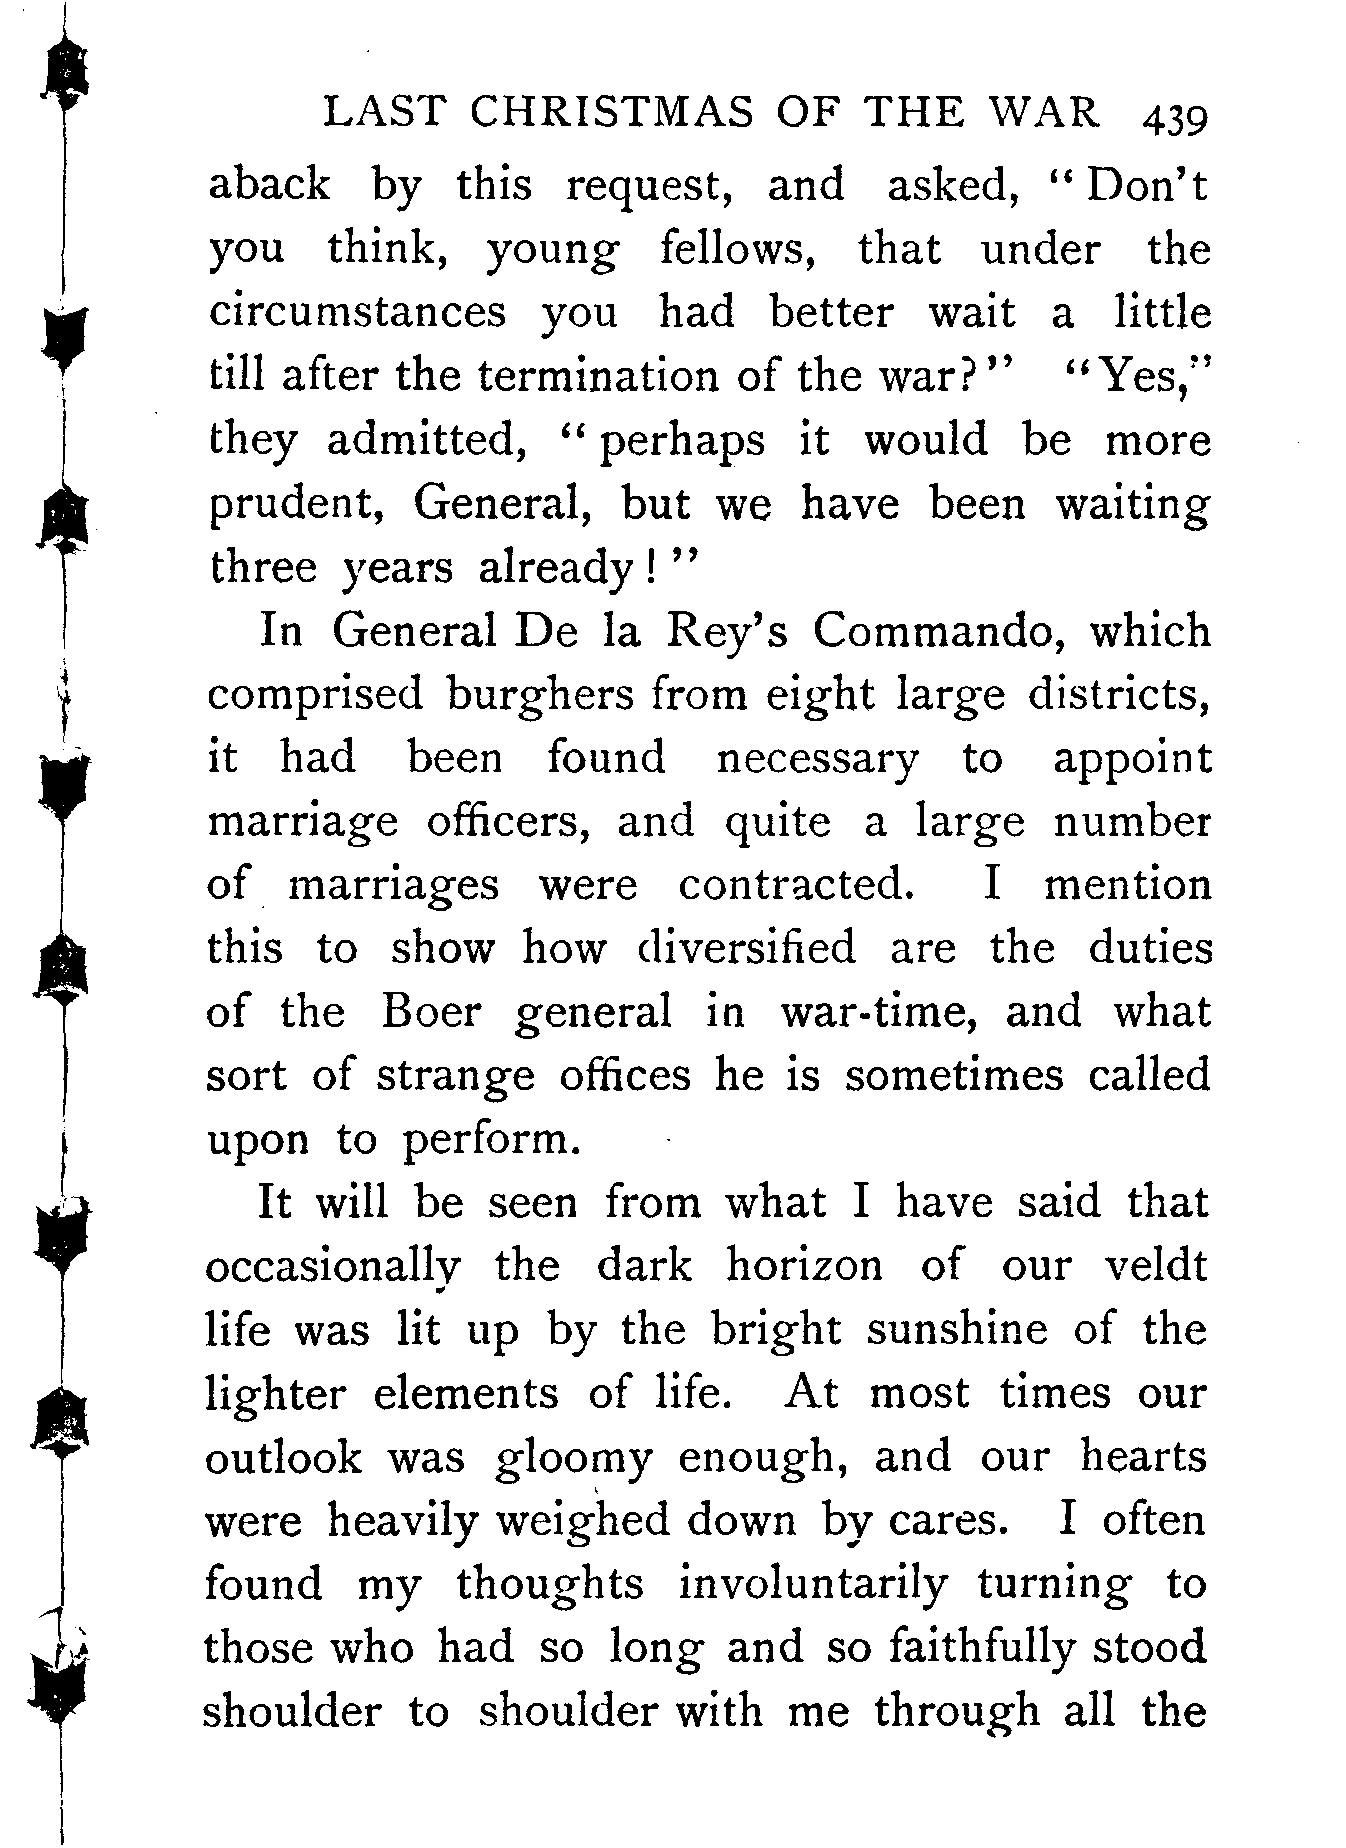 LAST CHRISTMAS OF THE WAR 439
aback by this request, and asked, “Don’t
you think, young fellows, that under the
circumstances you had better wait a little
till after the termination of the war?” “Yes,”
they admitted, “perhaps it would be more
prudent, General, but we have been waiting
three years already!”
In General De la Rey’s Commando, which
comprised burghers from eight large districts,
it had been found necessary to appoint
marriage officers, and quite a large number
of marriages were contracted. I mention
this to show how diversified are the duties
of the Boer general in war-time, and what
sort of strange offices he is sometimes called
upon to perform.
It will be seen from what I have said that
occasionally the dark horizon of our veldt
life was lit up by the bright sunshine of the
lighter elements of life. At most times our
outlook was gloomy enough, and our hearts
were heavily weighed down by cares. I often
found my thoughts involuntarily turning to
those who had so long and so faithfully stood
shoulder to shoulder with me through all the